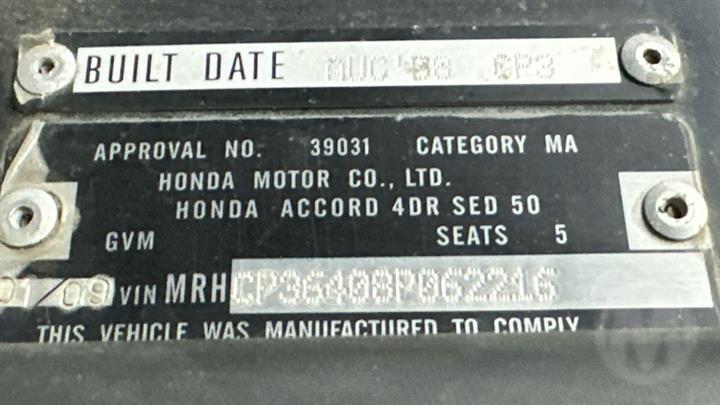 BUILT DATE AUG '08 CP3
APPROVAL NO. 39031 CATEGORY MA
HONDA MOTOR CO., LTD.
HONDA ACCORD 4DR SED 50
GVM SEATS 5
01/09 VIN MRHCP36408P062216
THIS VEHICLE WAS MANUFACTURED TO COMPLY